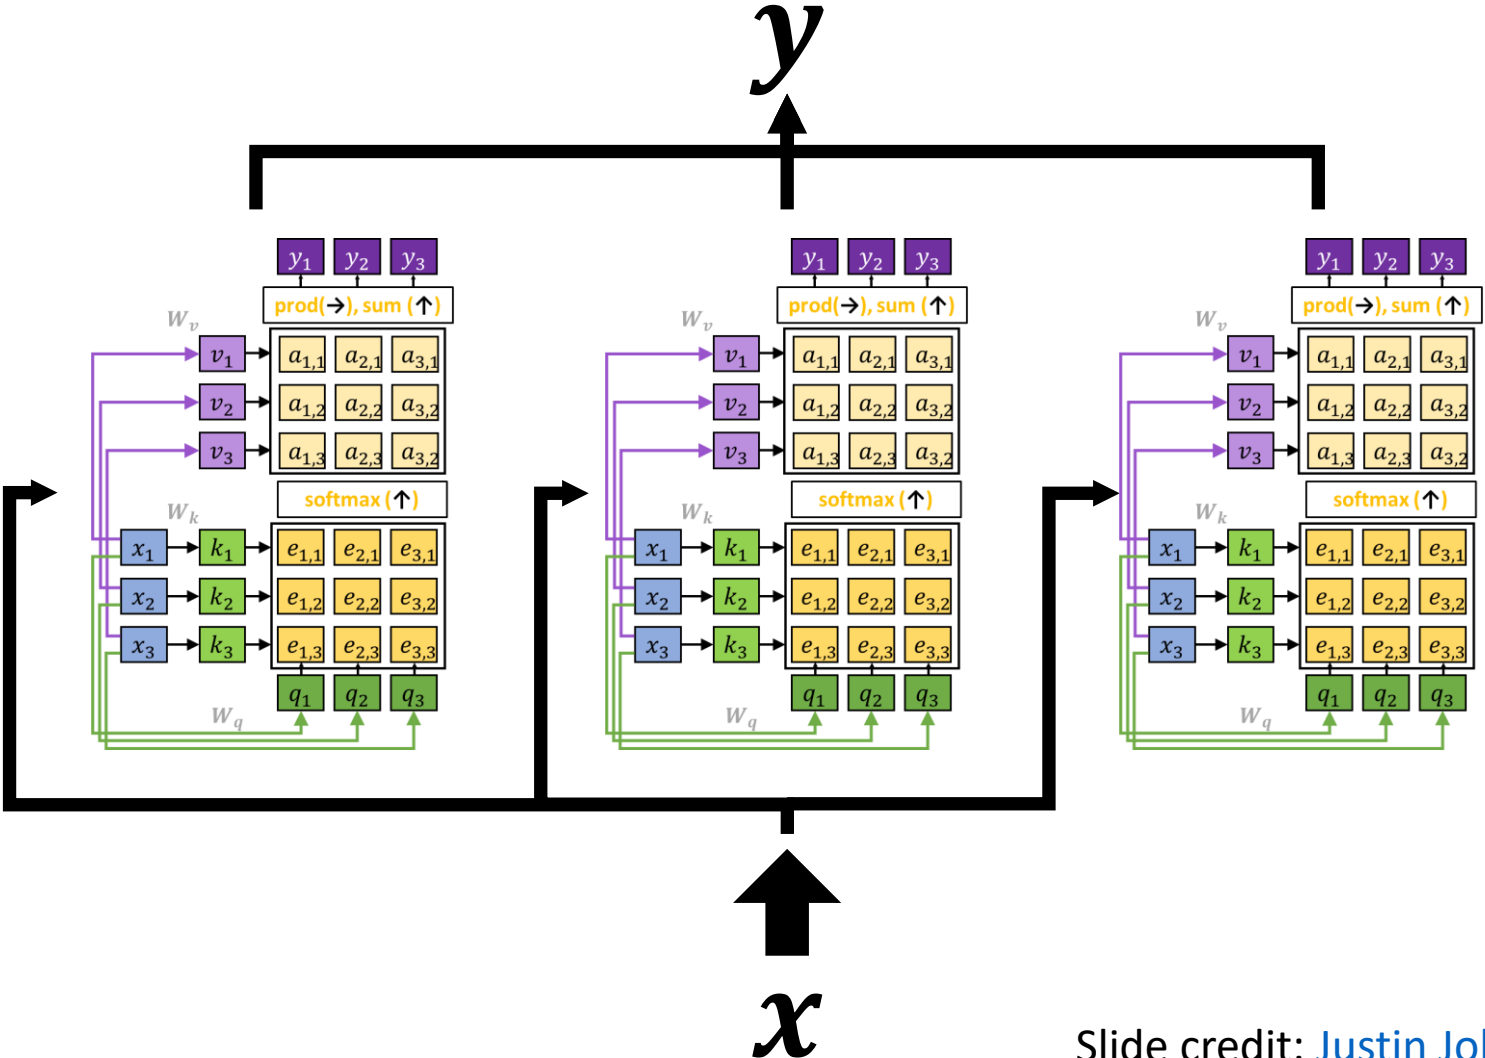 y
y1 y2 y3 y1 y2 y3 y1 y2 y3
prod(→), sum (↑) prod(→), sum (↑) prod(→), sum (↑)
Wv Wv Wv
v1 a1,1 a2,1 a3,1 v1 a1,1 a2,1 a3,1 v1 a1,1 a2,1 a3,1
v2 a1,2 a2,2 a3,2 v2 a1,2 a2,2 a3,2 v2 a1,2 a2,2 a3,2
v3 a1,3 a2,3 a3,2 v3 a1,3 a2,3 a3,2 v3 a1,3 a2,3 a3,2
softmax (↑) softmax (↑) softmax (↑)
Wk Wk Wk
x1 k1 e1,1 e2,1 e3,1 x1 k1 e1,1 e2,1 e3,1 x1 k1 e1,1 e2,1 e3,1
x2 k2 e1,2 e2,2 e3,2 x2 k2 e1,2 e2,2 e3,2 x2 k2 e1,2 e2,2 e3,2
x3 k3 e1,3 e2,3 e3,3 x3 k3 e1,3 e2,3 e3,3 x3 k3 e1,3 e2,3 e3,3
q1 q2 q3 q1 q2 q3 q1 q2 q3
Wq Wq Wq
x
Slide credit: Justin